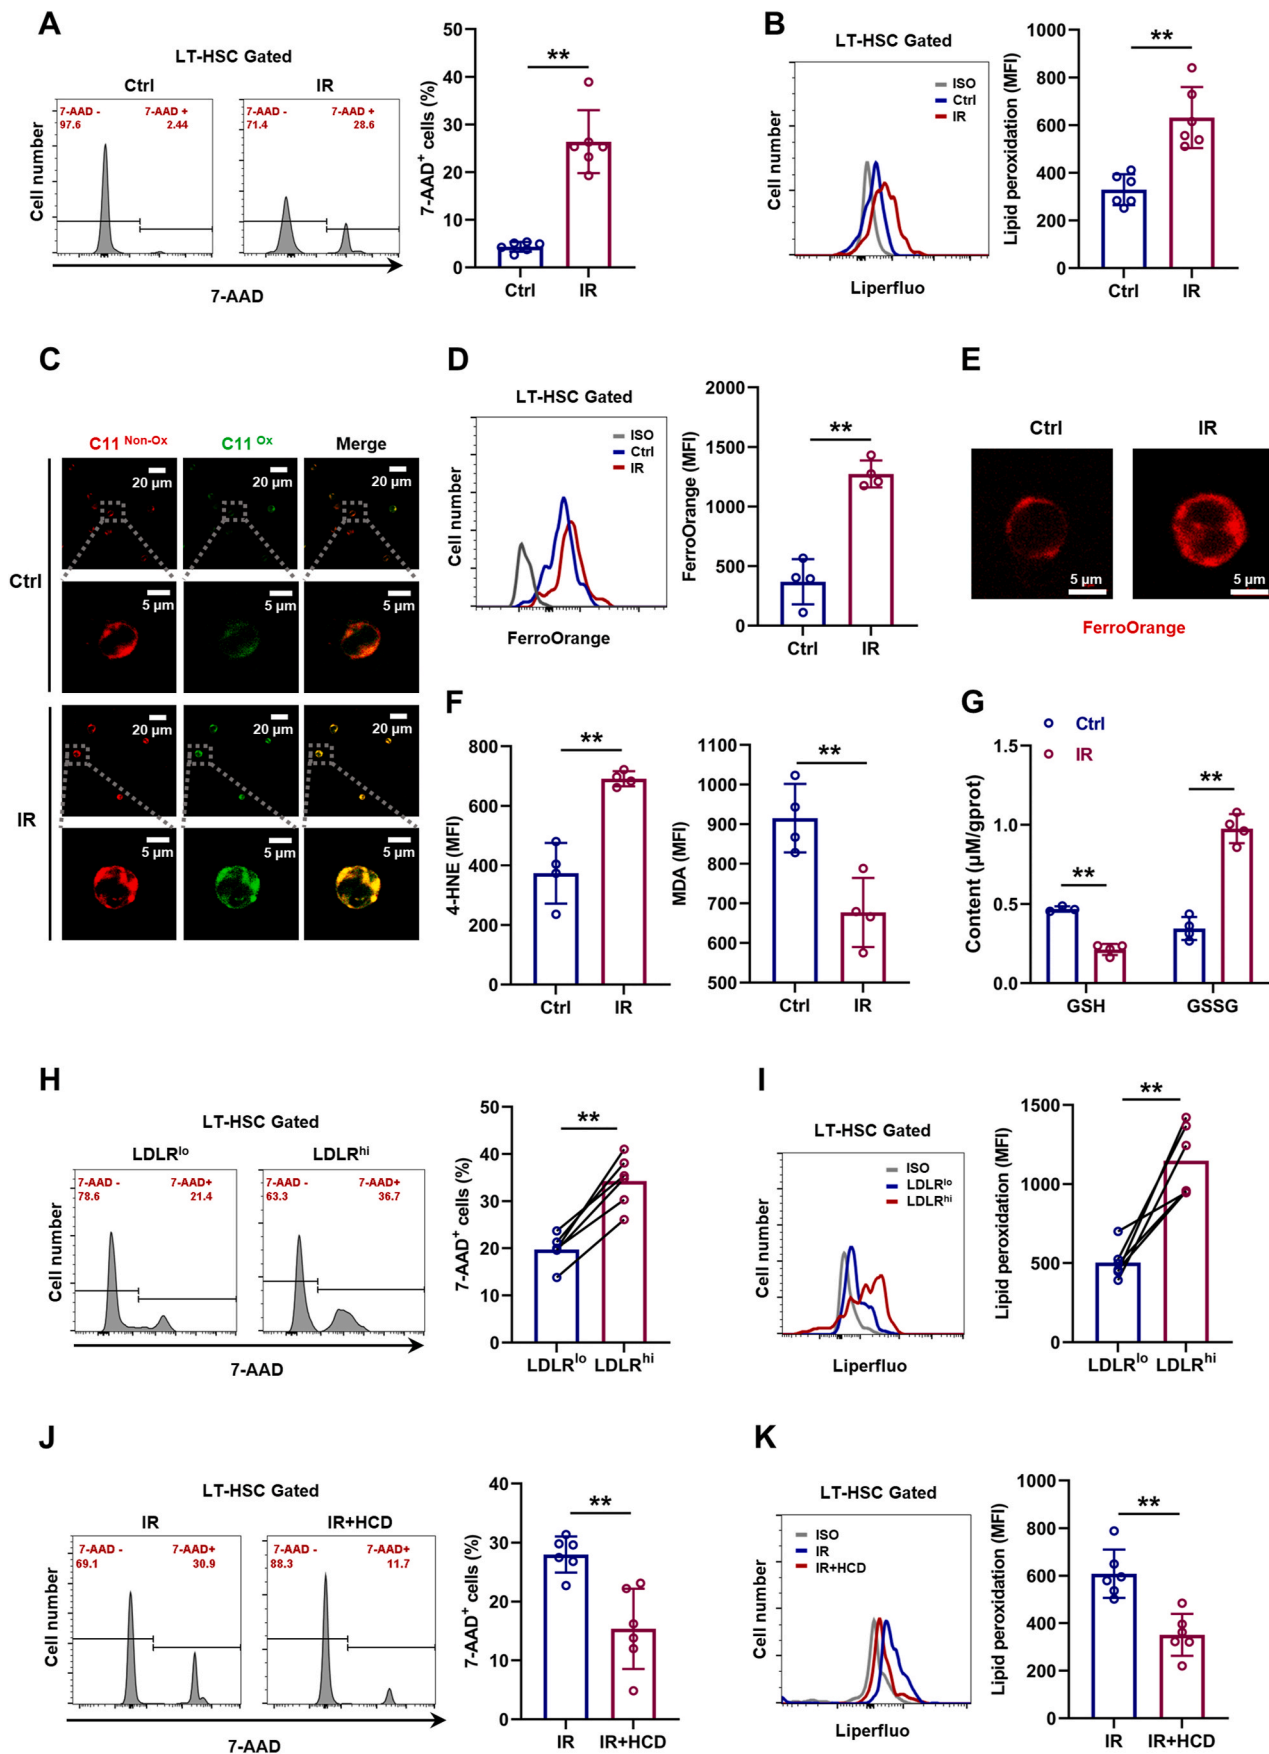 A
LT-HSC Gated
Ctrl
IR
7-AAD -
97.6
7-AAD +
2.44
7-AAD -
71.4
7-AAD +
28.6
Cell number
7-AAD
7-AAD⁺ cells (%)
50
40
30
20
10
0
**
Ctrl
IR
B
LT-HSC Gated
ISO
Ctrl
IR
Cell number
Liperfluo
Lipid peroxidation (MFI)
1000
800
600
400
200
0
**
Ctrl
IR
C
C11 Non-Ox
C11 Ox
Merge
Ctrl
20 µm
20 µm
20 µm
5 µm
5 µm
5 µm
IR
20 µm
20 µm
20 µm
5 µm
5 µm
5 µm
D
LT-HSC Gated
ISO
Ctrl
IR
Cell number
FerroOrange
FerroOrange (MFI)
2000
1500
1000
500
0
**
Ctrl
IR
E
Ctrl
IR
5 µm
5 µm
FerroOrange
F
4-HNE (MFI)
800
600
400
200
0
**
Ctrl
IR
MDA (MFI)
1100
1000
900
800
700
600
500
**
Ctrl
IR
G
Ctrl
IR
Content (µM/gprot)
1.5
1.0
0.5
0.0
**
**
GSH
GSSG
H
LT-HSC Gated
LDLRlo
LDLRhi
7-AAD -
78.6
7-AAD+
21.4
7-AAD -
63.3
7-AAD+
36.7
Cell number
7-AAD
7-AAD⁺ cells (%)
50
40
30
20
10
0
**
LDLRlo
LDLRhi
I
LT-HSC Gated
ISO
LDLRlo
LDLRhi
Cell number
Liperfluo
Lipid peroxidation (MFI)
1500
1000
500
0
**
LDLRlo
LDLRhi
J
LT-HSC Gated
IR
IR+HCD
7-AAD -
69.1
7-AAD+
30.9
7-AAD -
88.3
7-AAD+
11.7
Cell number
7-AAD
7-AAD⁺ cells (%)
40
30
20
10
0
**
IR
IR+HCD
K
LT-HSC Gated
ISO
IR
IR+HCD
Cell number
Liperfluo
Lipid peroxidation (MFI)
1000
800
600
400
200
0
**
IR
IR+HCD